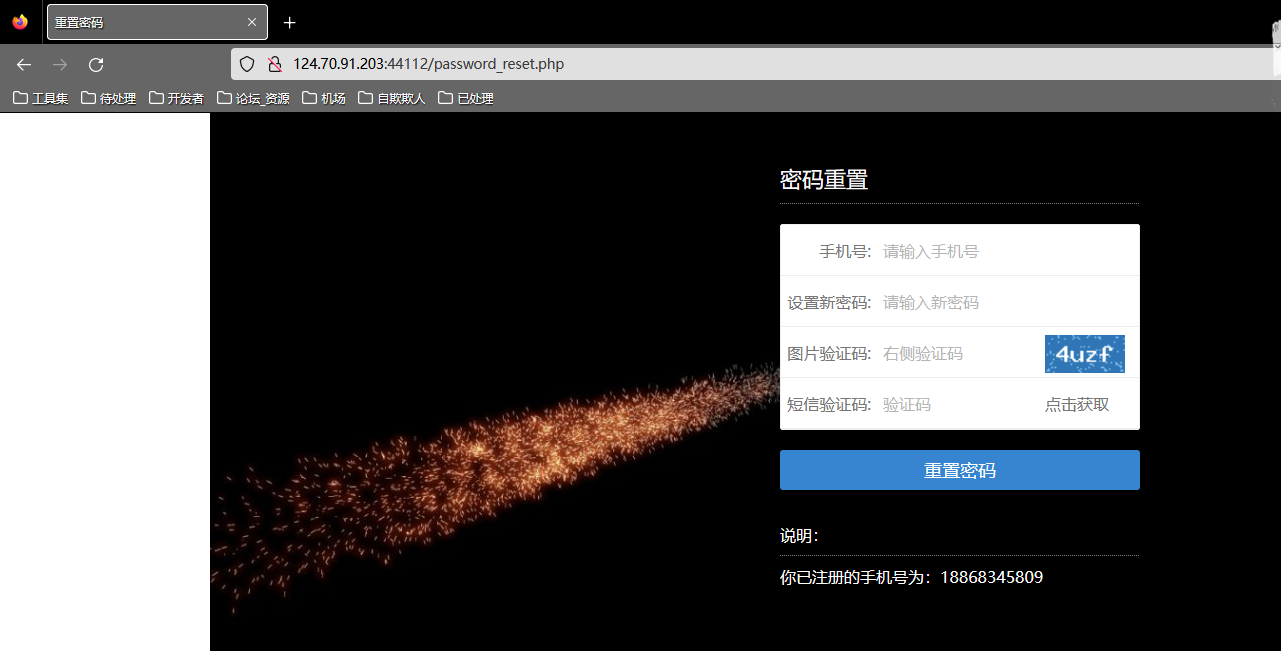 重置密码
124.70.91.203:44112/password_reset.php
工具集 待处理 开发者 论坛_资源 机场 自欺欺人 已处理
密码重置
手机号: 请输入手机号
设置新密码: 请输入新密码
图片验证码: 右侧验证码 4uzf
短信验证码: 验证码 点击获取
重置密码
说明：
你已注册的手机号为：18868345809